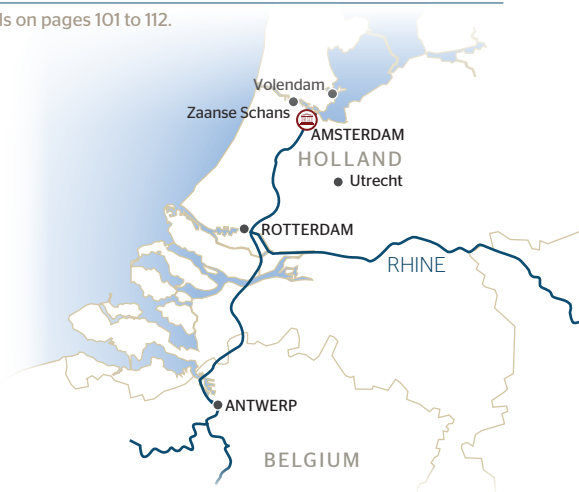 ls on pages 101 to 112.
Volendam
Zaanse Schans
AMSTERDAM
HOLLAND
Utrecht
ROTTERDAM
RHINE
ANTWERP
BELGIUM